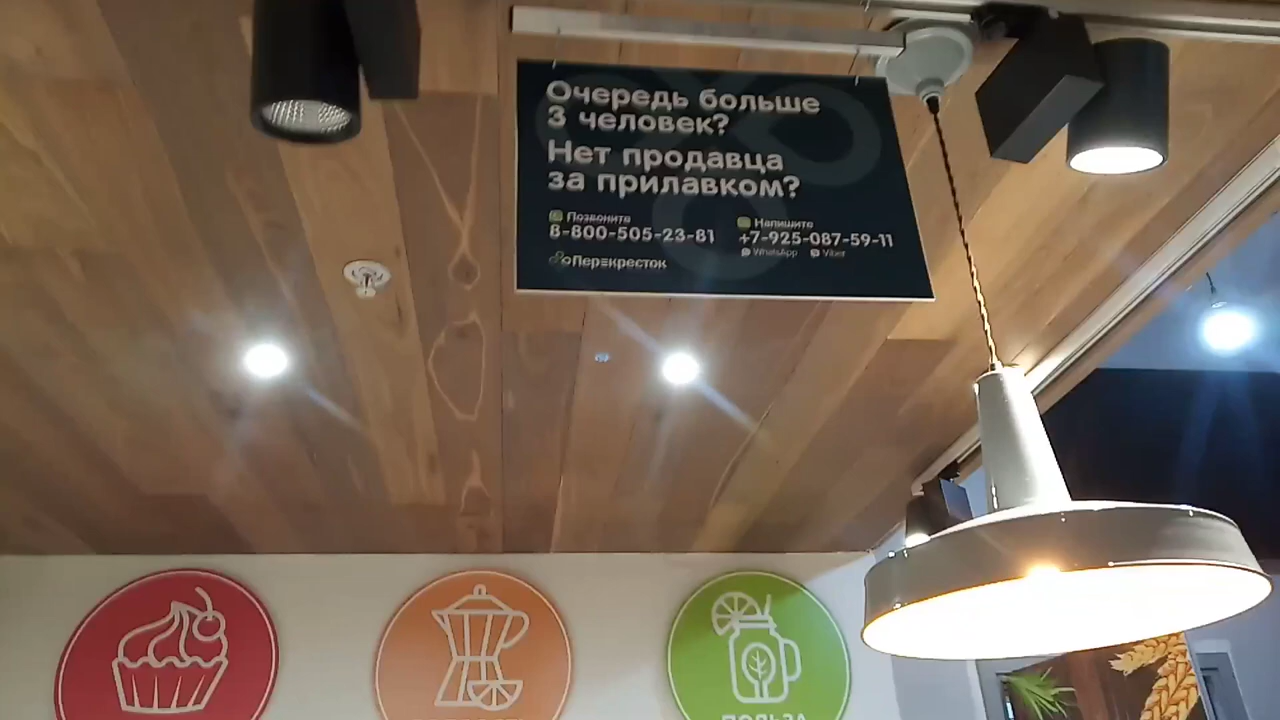 Очередь больше
3 человек?
Нет продавца
за прилавком?
Позвоните
8-800-505-23-81
Напишите
+7-925-087-59-11
WhatsApp Viber
Перекресток
ПОЛЬЗА